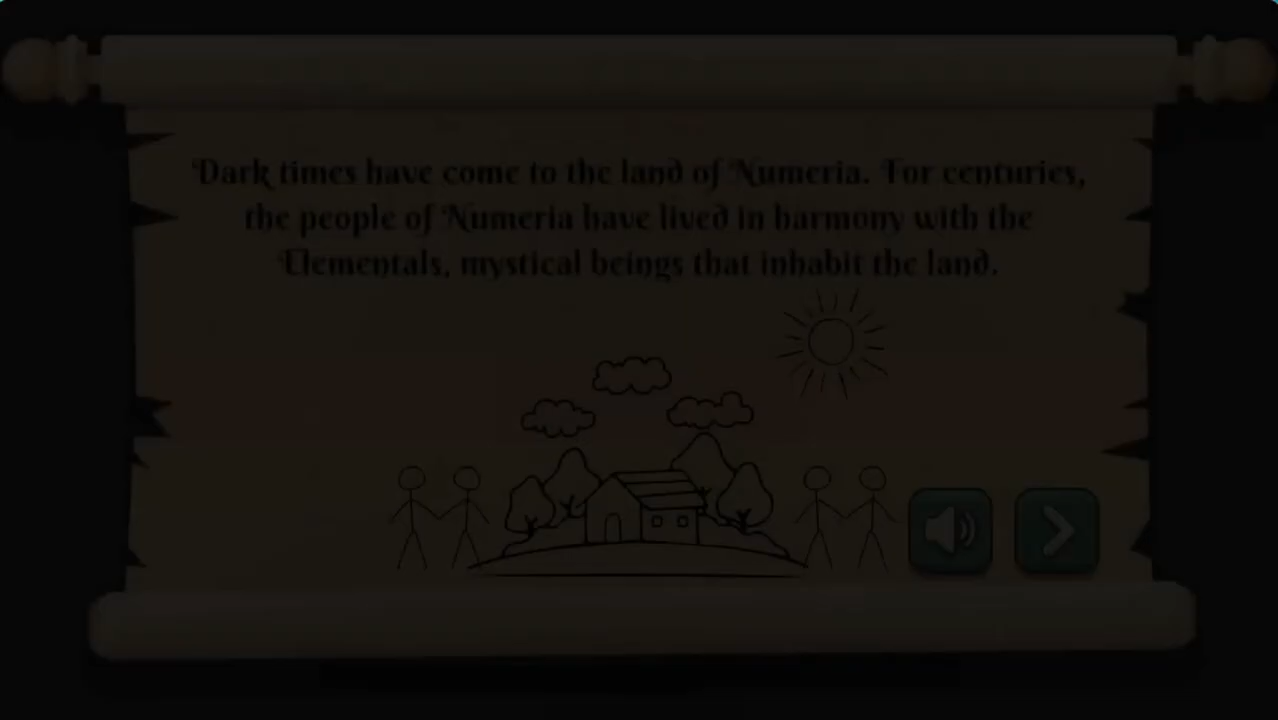 Dark times have come to the land of Numeria. For centuries,
the people of Numeria have lived in harmony with the
Elementals, mystical beings that inhabit the land.